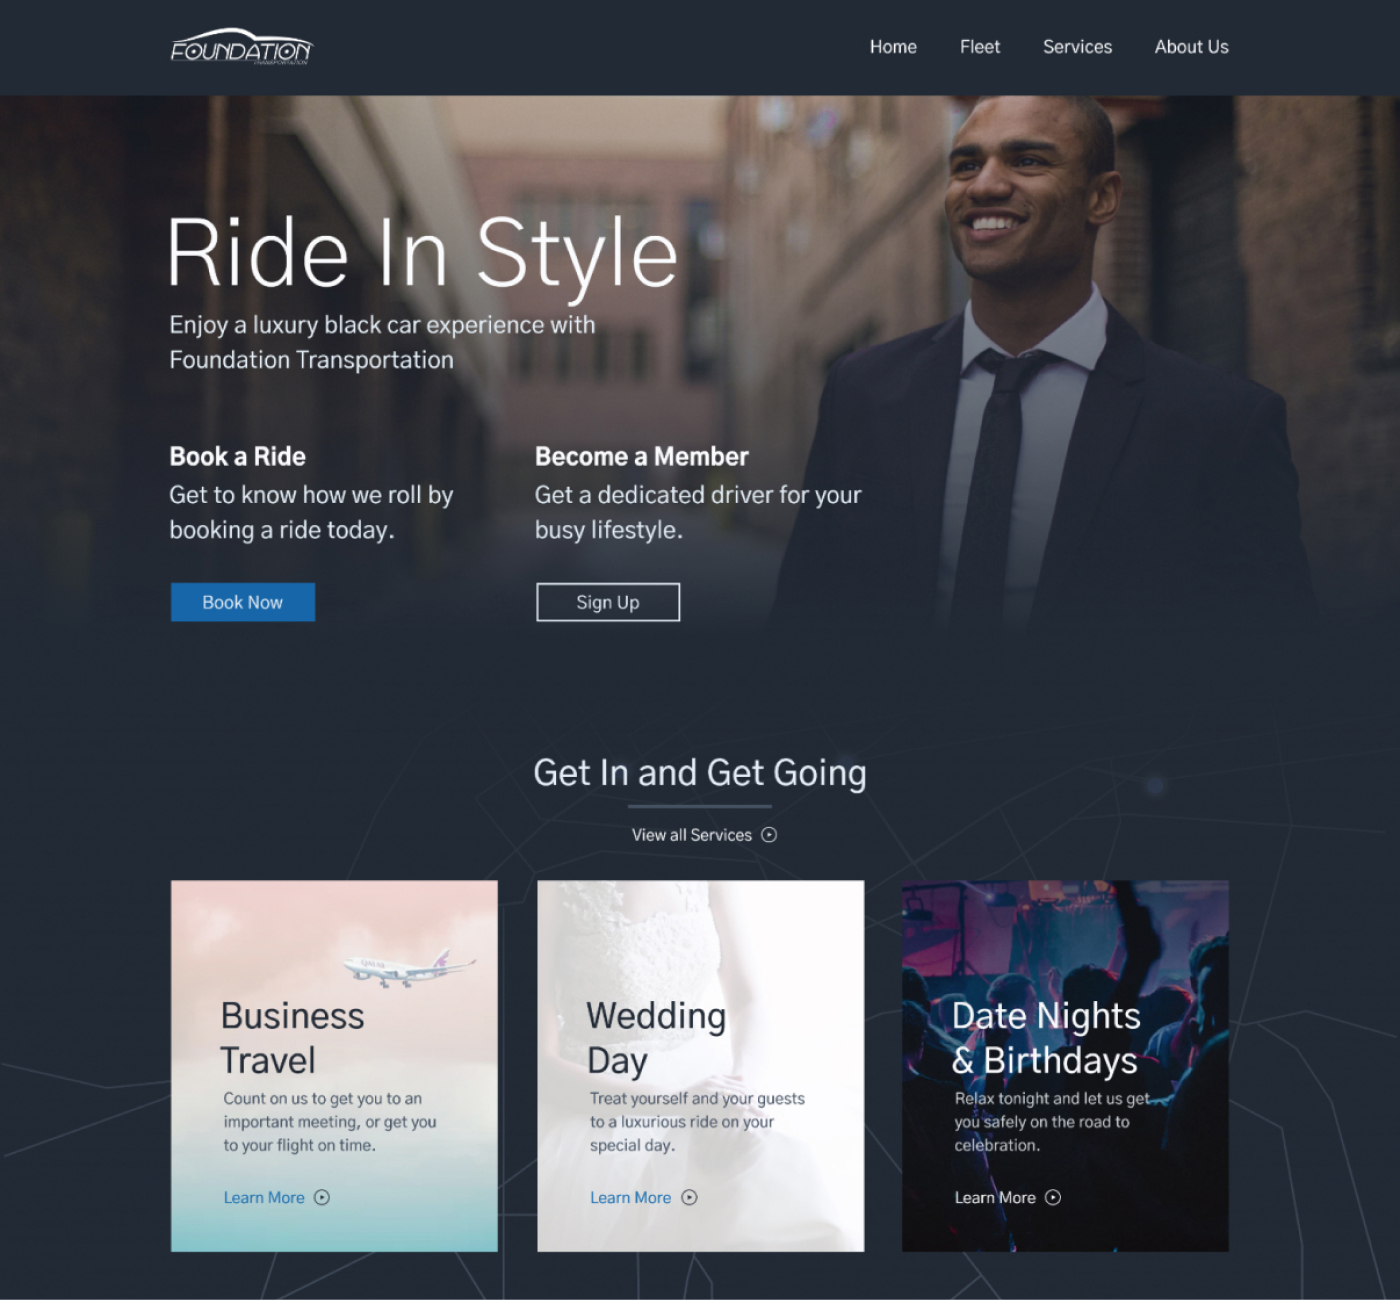 FOUNDATION
TRANSPORTATION
Home Fleet Services About Us
Ride In Style
Enjoy a luxury black car experience with
Foundation Transportation
Book a Ride
Get to know how we roll by
booking a ride today.
Book Now
Become a Member
Get a dedicated driver for your
busy lifestyle.
Sign Up
Get In and Get Going
View all Services
QATAR
Business
Travel
Count on us to get you to an
important meeting, or get you
to your flight on time.
Learn More
Wedding
Day
Treat yourself and your guests
to a luxurious ride on your
special day.
Learn More
Date Nights
& Birthdays
Relax tonight and let us get
you safely on the road to
celebration.
Learn More